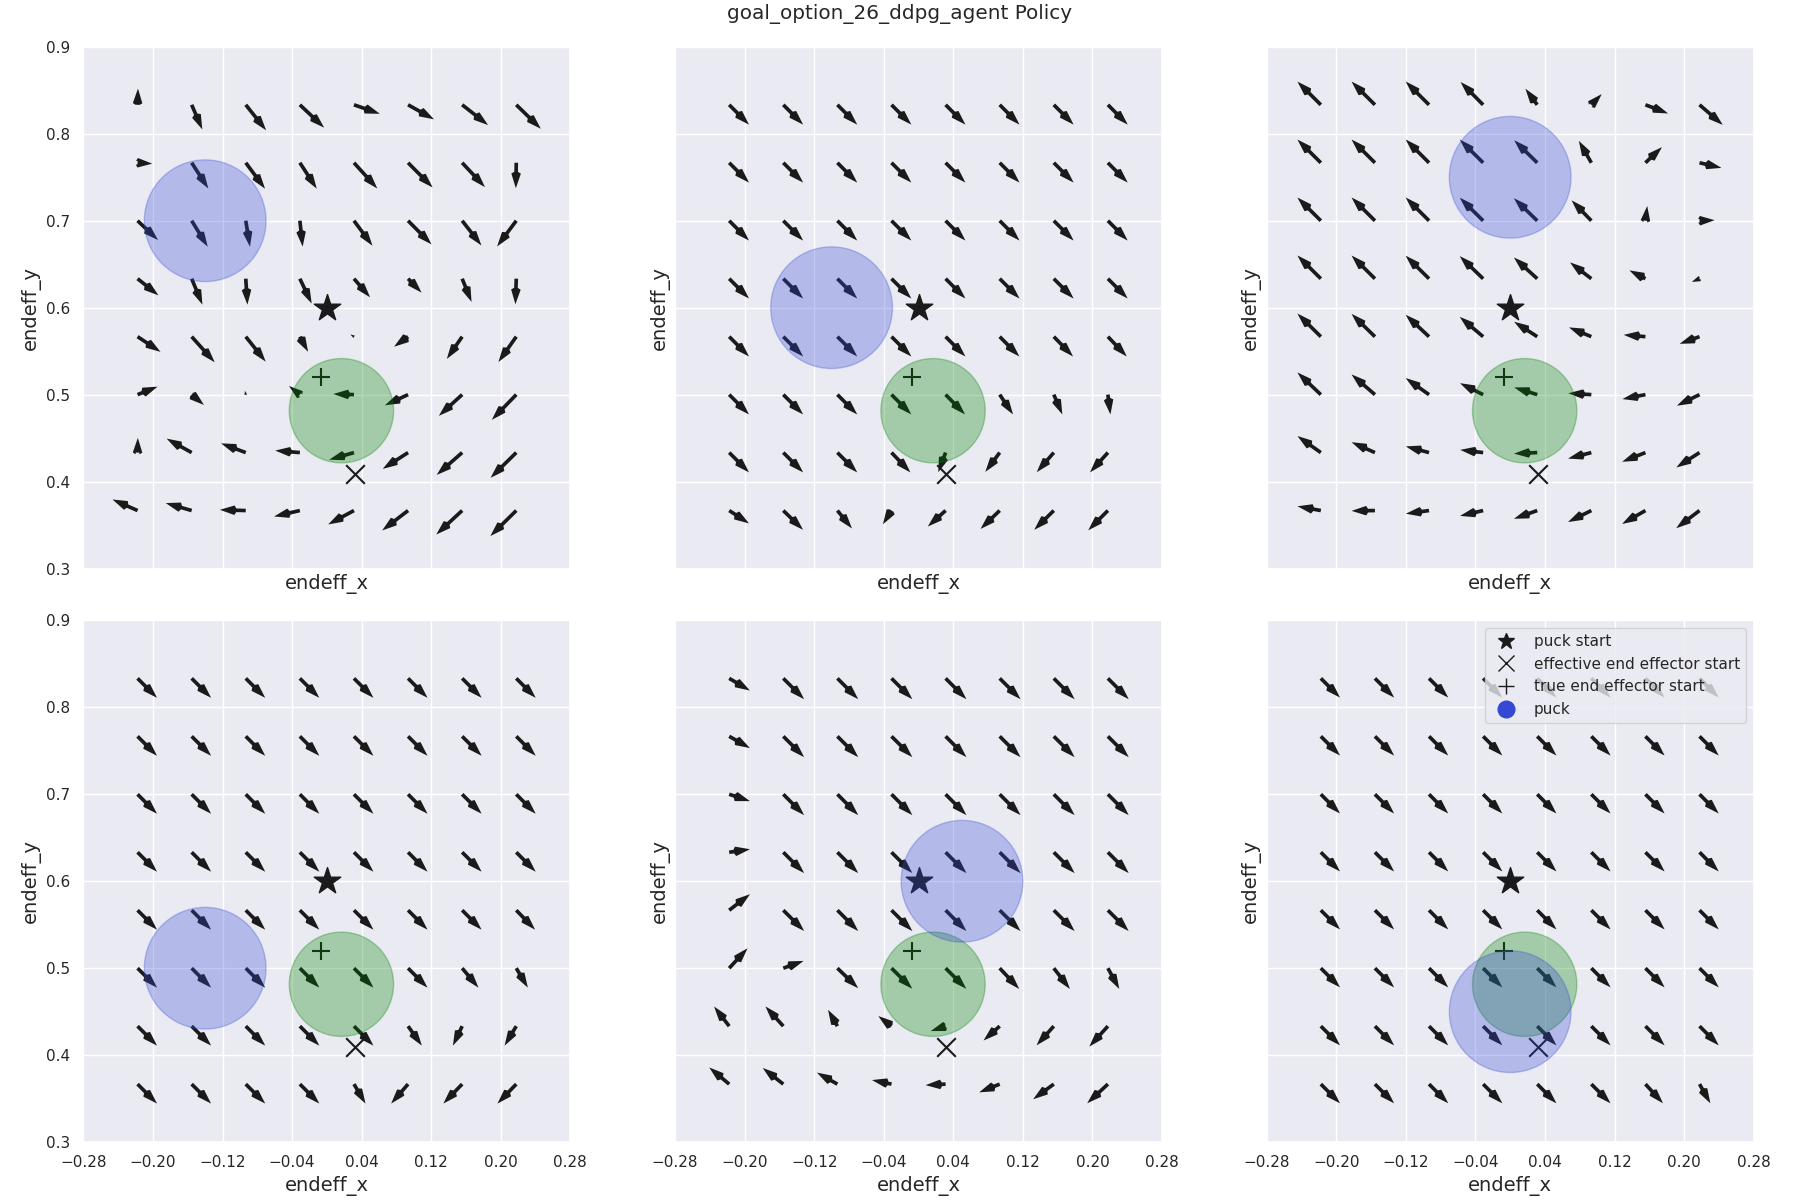 goal_option_26_ddpg_agent Policy
0.9
0.8
0.7
0.6
0.5
0.4
0.3
endeff_y
endeff_x
endeff_y
endeff_x
endeff_y
endeff_x
0.9
0.8
0.7
0.6
0.5
0.4
0.3
endeff_y
−0.28 −0.20 −0.12 −0.04 0.04 0.12 0.20 0.28
endeff_x
endeff_y
−0.28 −0.20 −0.12 −0.04 0.04 0.12 0.20 0.28
endeff_x
puck start
effective end effector start
true end effector start
puck
endeff_y
−0.28 −0.20 −0.12 −0.04 0.04 0.12 0.20 0.28
endeff_x